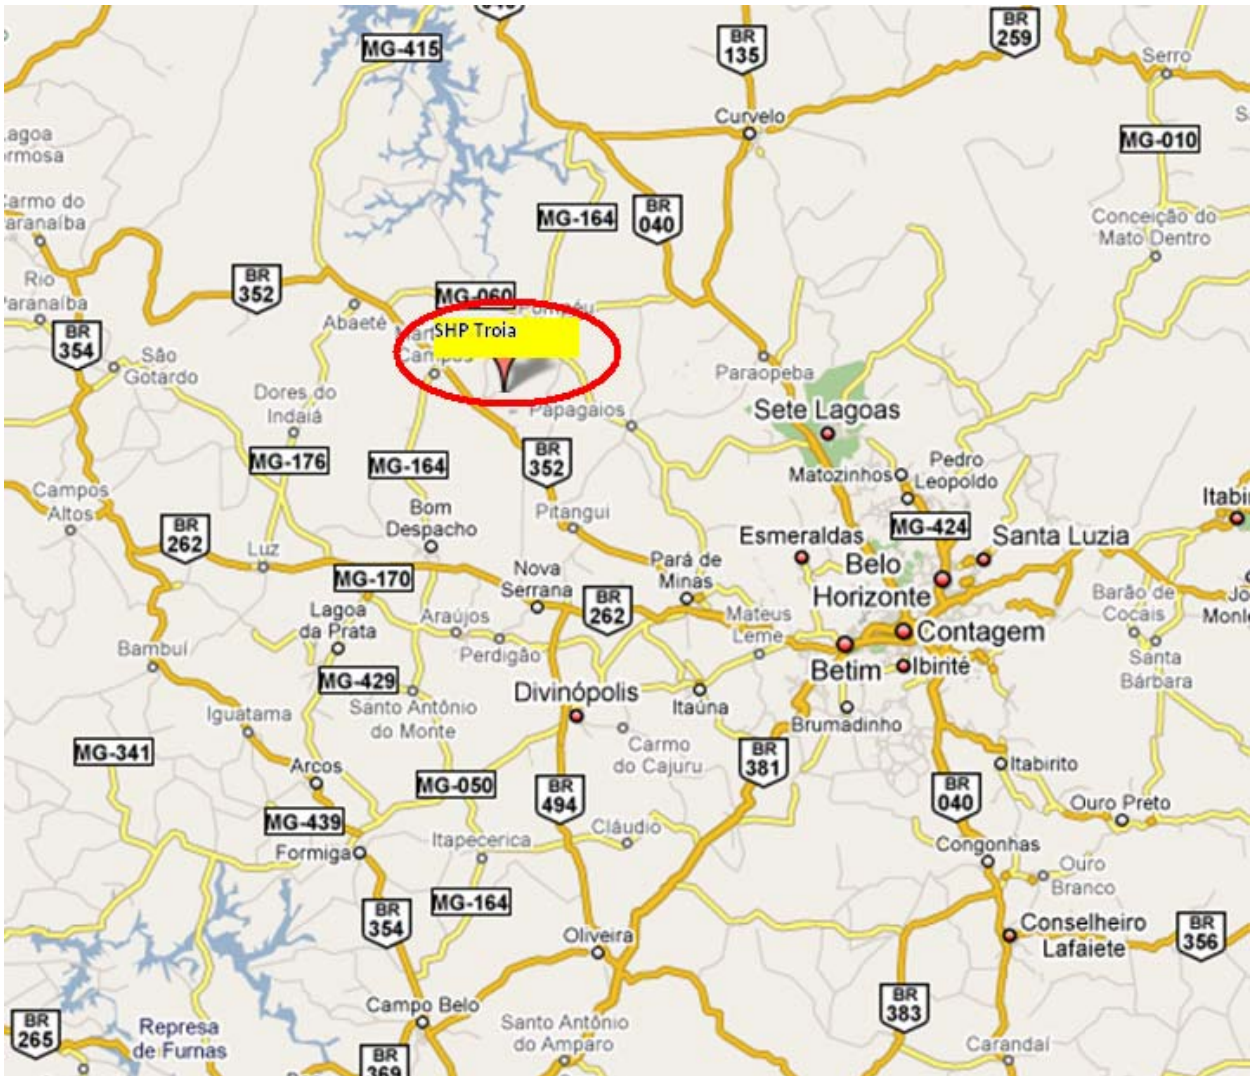 MG-415
BR
135
BR
259
Serro
Curvelo
MG-010
MG-164
BR
040
Conceição do
Mato Dentro
Rio
BR
352
MG-060
Abaeté
SHP Troia
BR
354
São
Gotardo
Paraopeba
Dores do
Indaiá
Papagaios
Sete Lagoas
MG-176
MG-164
BR
352
Matozinhos
Pedro
Leopoldo
Campos
Altos
Bom
Despacho
Pitangui
MG-424
BR
262
Luz
Esmeraldas
Santa Luzia
MG-170
Nova
Serrana
Pará de
Minas
Belo
Horizonte
Lagoa
da Prata
Araújos
BR
262
Mateus
Leme
Barão de
Cocais
Bambuí
Perdigão
Contagem
Betim
Ibirité
Santa
Bárbara
MG-429
Santo Antônio
do Monte
Divinópolis
Itaúna
Brumadinho
Iguatama
MG-341
Carmo
do Cajuru
BR
381
Arcos
MG-050
BR
494
Itabirito
BR
040
Ouro Preto
MG-439
Itapecerica
Cláudio
Formiga
Congonhas
Ouro
Branco
MG-164
BR
354
Oliveira
Conselheiro
Lafaiete
BR
356
Campo Belo
BR
383
BR
265
Represa
de Furnas
Santo Antônio
do Amparo
Carandaí
BR
369